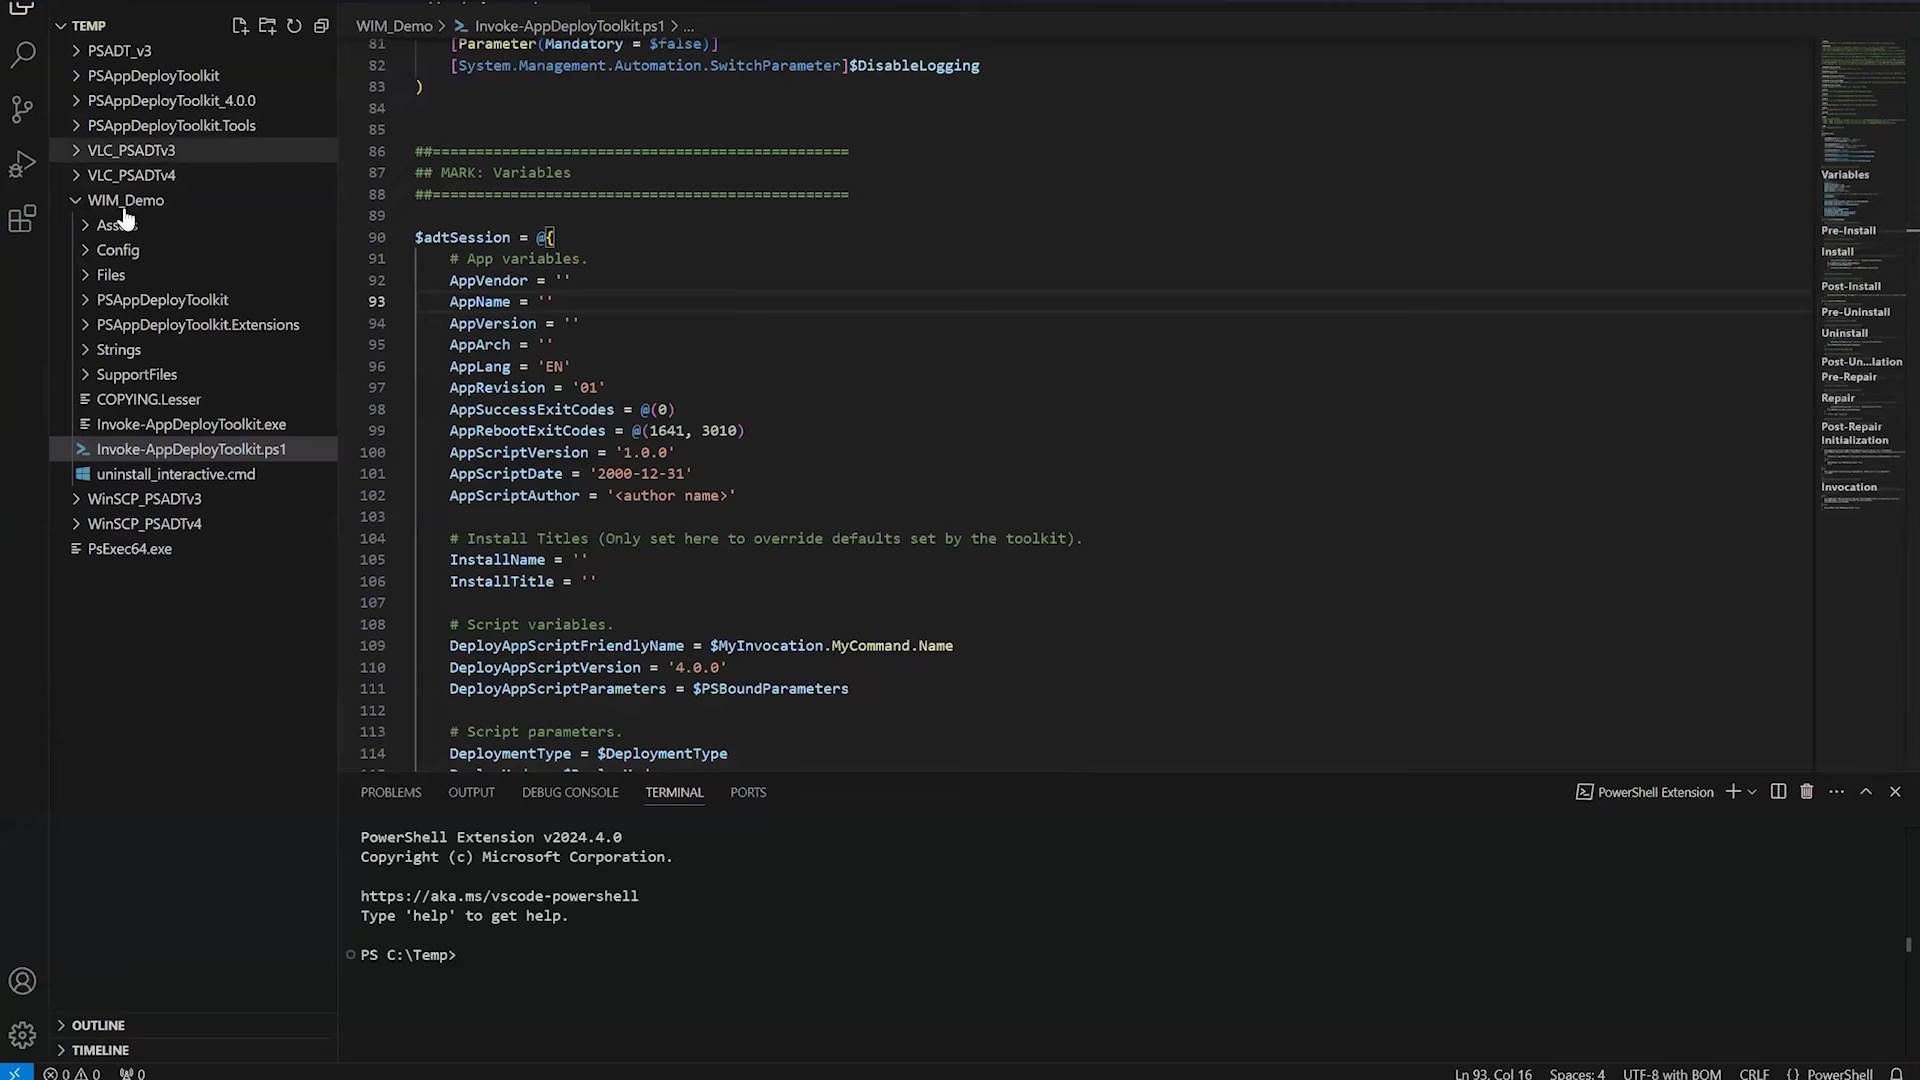 TEMP
PSADT_v3
PSAppDeployToolkit
PSAppDeployToolkit_4.0.0
PSAppDeployToolkit.Tools
VLC_PSADTv3
VLC_PSADTv4
WIM_Demo
Config
Files
PSAppDeployToolkit
PSAppDeployToolkit.Extensions
Strings
SupportFiles
COPYING.Lesser
Invoke-AppDeployToolkit.exe
Invoke-AppDeployToolkit.ps1
uninstall_interactive.cmd
WinSCP_PSADTv3
WinSCP_PSADTv4
PsExec64.exe
OUTLINE
TIMELINE
WIM_Demo > Invoke-AppDeployToolkit.ps1 > ...
81 [Parameter(Mandatory = $false)]
82 [System.Management.Automation.SwitchParameter]$DisableLogging
83 )
84
85
86 ##================================================
87 ## MARK: Variables
88 ##================================================
89
90 $adtSession = @{
91 # App variables.
92 AppVendor = ''
93 AppName = ''
94 AppVersion = ''
95 AppArch = ''
96 AppLang = 'EN'
97 AppRevision = '01'
98 AppSuccessExitCodes = @(0)
99 AppRebootExitCodes = @(1641, 3010)
100 AppScriptVersion = '1.0.0'
101 AppScriptDate = '2000-12-31'
102 AppScriptAuthor = '<author name>'
103
104 # Install Titles (Only set here to override defaults set by the toolkit).
105 InstallName = ''
106 InstallTitle = ''
107
108 # Script variables.
109 DeployAppScriptFriendlyName = $MyInvocation.MyCommand.Name
110 DeployAppScriptVersion = '4.0.0'
111 DeployAppScriptParameters = $PSBoundParameters
112
113 # Script parameters.
114 DeploymentType = $DeploymentType
Variables
Pre-Install
Install
Post-Install
Pre-Uninstall
Uninstall
Post-Un...lation
Pre-Repair
Repair
Post-Repair
Initialization
Invocation
PROBLEMS OUTPUT DEBUG CONSOLE TERMINAL PORTS
PowerShell Extension
PowerShell Extension v2024.4.0
Copyright (c) Microsoft Corporation.
https://aka.ms/vscode-powershell
Type 'help' to get help.
PS C:\Temp>
0 0 0
Ln 93, Col 16 Spaces: 4 UTF-8 with BOM CRLF {} PowerShell